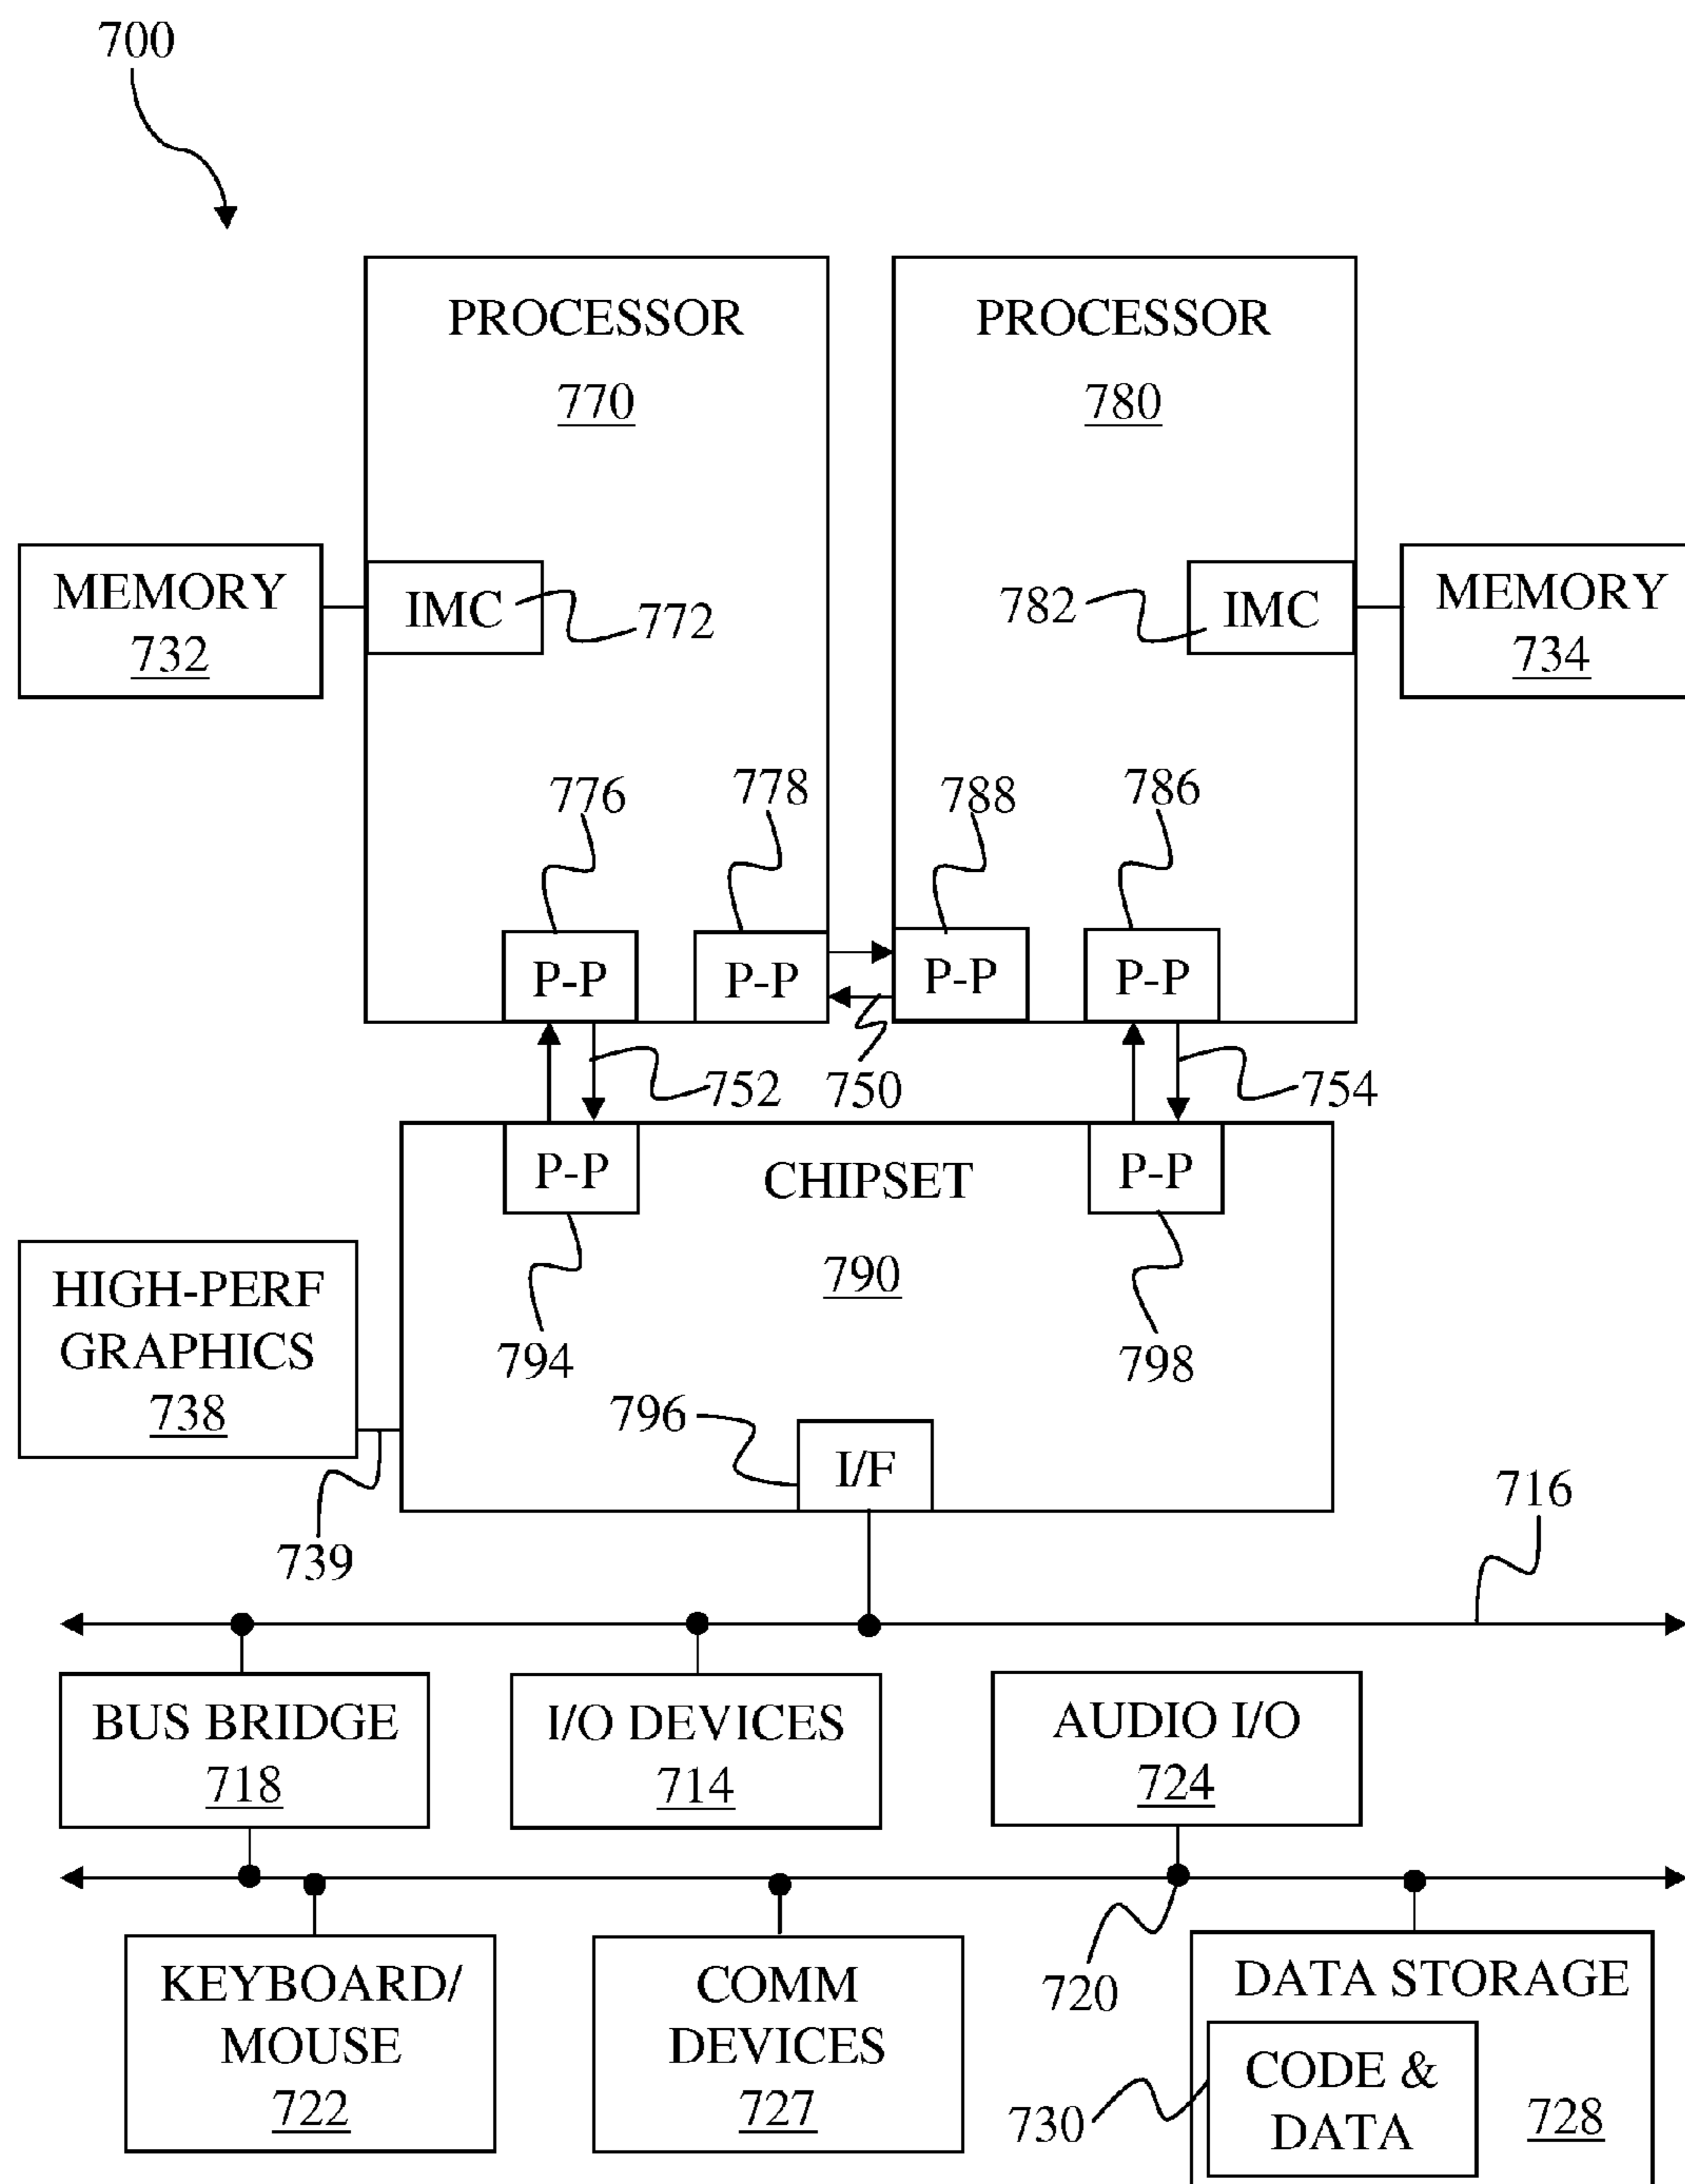 700
PROCESSOR
770
PROCESSOR
780
MEMORY
732
IMC
772
782
IMC
MEMORY
734
776
778
788
786
P-P
P-P
P-P
P-P
752
750
754
P-P
CHIPSET
P-P
790
HIGH-PERF
GRAPHICS
738
794
798
796
I/F
739
716
BUS BRIDGE
718
I/O DEVICES
714
AUDIO I/O
724
720
KEYBOARD/
MOUSE
722
COMM
DEVICES
727
DATA STORAGE
CODE &
DATA
730
728